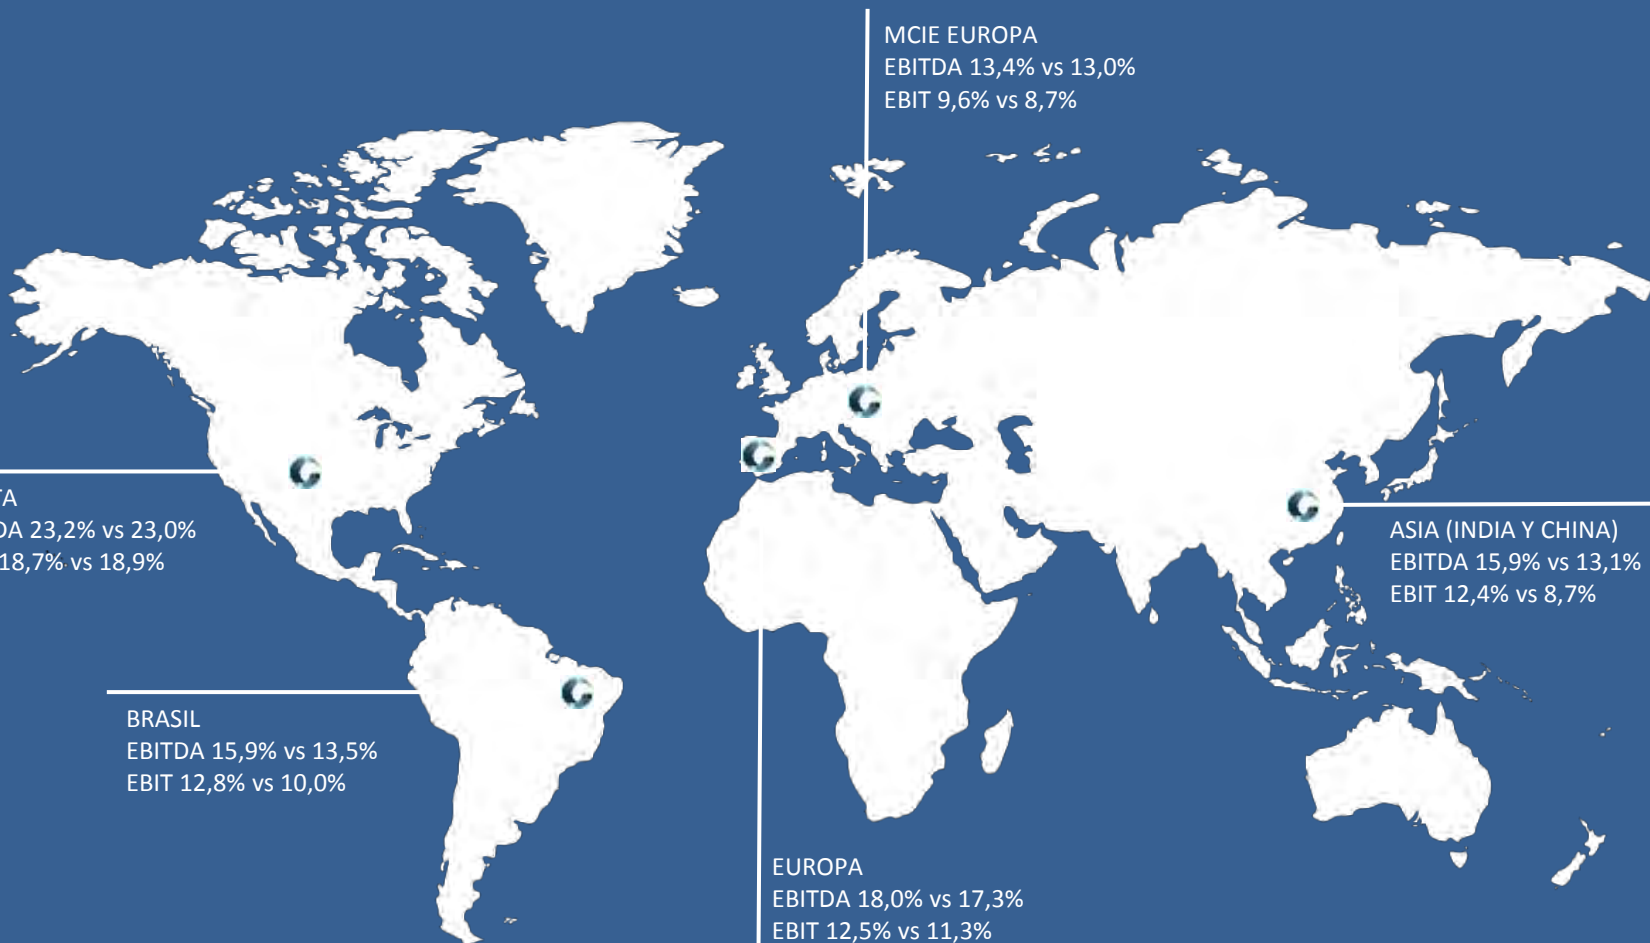 MCIE EUROPA
EBITDA 13,4% vs 13,0%
EBIT 9,6% vs 8,7%
TA
DA 23,2% vs 23,0%
18,7% vs 18,9%
ASIA (INDIA Y CHINA)
EBITDA 15,9% vs 13,1%
EBIT 12,4% vs 8,7%
BRASIL
EBITDA 15,9% vs 13,5%
EBIT 12,8% vs 10,0%
EUROPA
EBITDA 18,0% vs 17,3%
EBIT 12,5% vs 11,3%